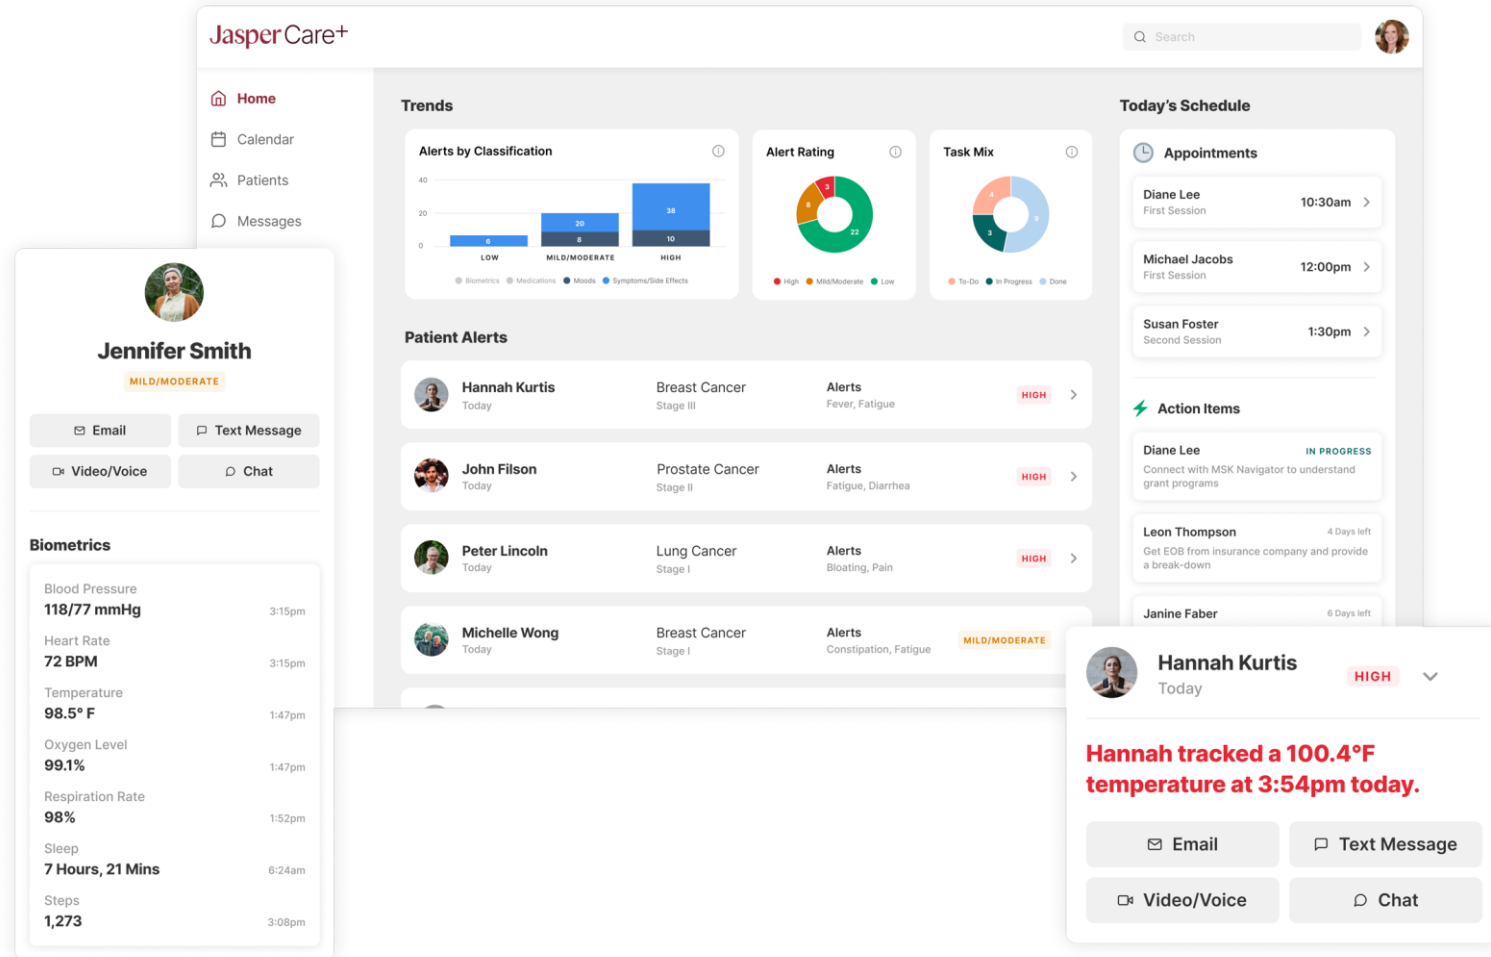 JasperCare+
Search
Home
Calendar
Patients
Messages
Trends
Alerts by Classification
40
20
0
6
20
8
38
10
LOW
MILD/MODERATE
HIGH
Biometrics
Medications
Moods
Symptoms/Side Effects
Alert Rating
3
8
22
High
Mild/Moderate
Low
Task Mix
4
3
9
To-Do
In Progress
Done
Patient Alerts
Hannah Kurtis
Today
Breast Cancer
Stage III
Alerts
Fever, Fatigue
HIGH
John Filson
Today
Prostate Cancer
Stage II
Alerts
Fatigue, Diarrhea
HIGH
Peter Lincoln
Today
Lung Cancer
Stage I
Alerts
Bloating, Pain
HIGH
Michelle Wong
Today
Breast Cancer
Stage I
Alerts
Constipation, Fatigue
MILD/MODERATE
Today's Schedule
Appointments
Diane Lee
First Session
10:30am
Michael Jacobs
First Session
12:00pm
Susan Foster
Second Session
1:30pm
Action Items
Diane Lee
IN PROGRESS
Connect with MSK Navigator to understand
grant programs
Leon Thompson
4 Days left
Get EOB from insurance company and provide
a break-down
Janine Faber
6 Days left
Jennifer Smith
MILD/MODERATE
Email
Text Message
Video/Voice
Chat
Biometrics
Blood Pressure
118/77 mmHg
3:15pm
Heart Rate
72 BPM
3:15pm
Temperature
98.5° F
1:47pm
Oxygen Level
99.1%
1:47pm
Respiration Rate
98%
1:52pm
Sleep
7 Hours, 21 Mins
6:24am
Steps
1,273
3:08pm
Hannah Kurtis
Today
HIGH
Hannah tracked a 100.4°F
temperature at 3:54pm today.
Email
Text Message
Video/Voice
Chat